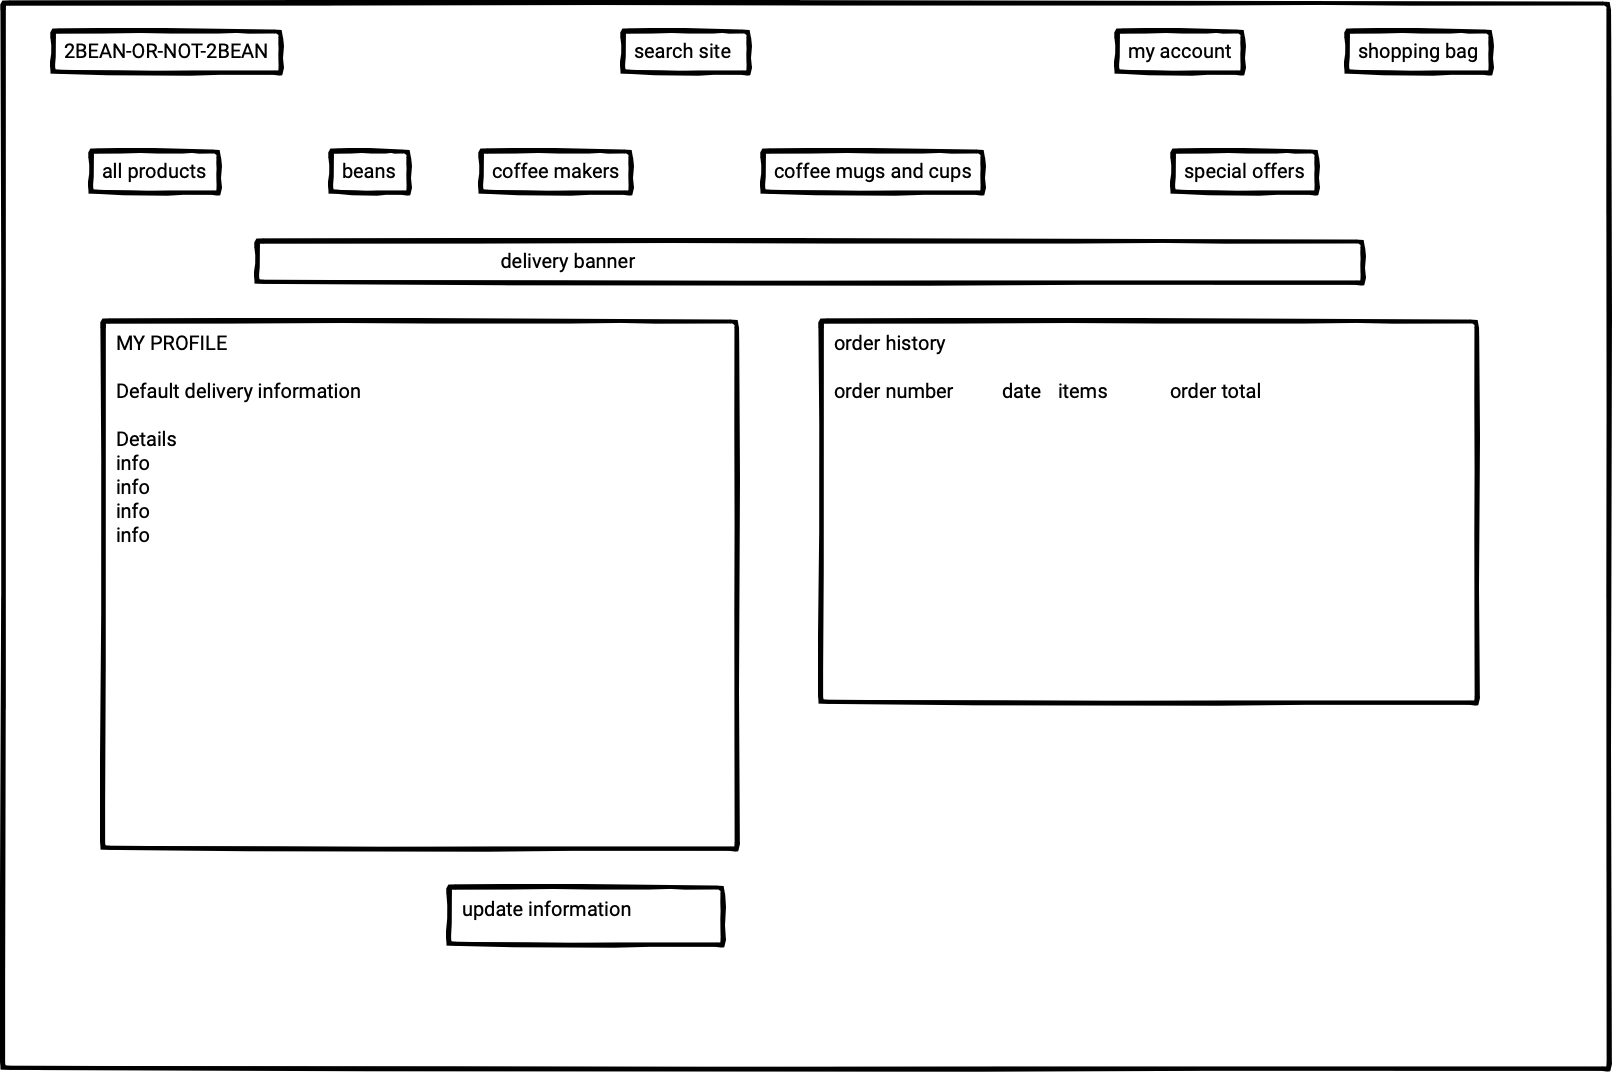 2BEAN-OR-NOT-2BEAN
search site
my account
shopping bag
all products
beans
coffee makers
coffee mugs and cups
special offers
delivery banner
MY PROFILE
Default delivery information
Details
info
info
info
info
order history
order number date items order total
update information